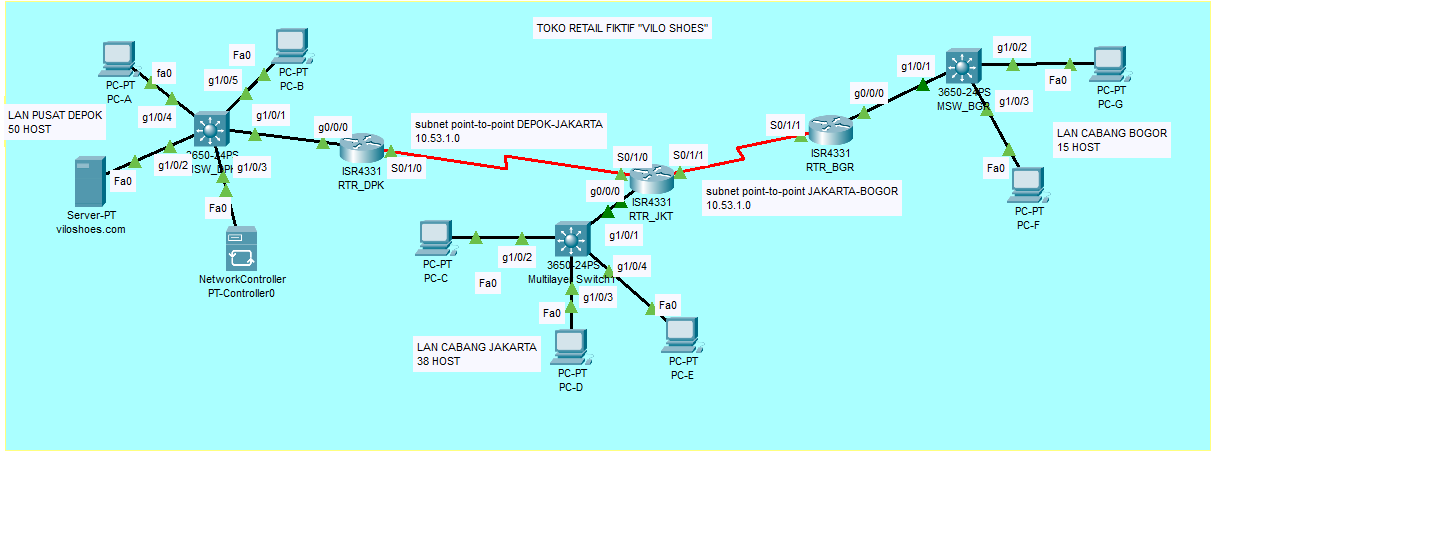 TOKO RETAIL FIKTIF "VILO SHOES"
PC-PT
PC-A
fa0
Fa0
PC-PT
PC-B
g1/0/5
LAN PUSAT DEPOK
50 HOST
g1/0/4
g1/0/1
3650-24PS
g1/0/2
g1/0/3
Fa0
Server-PT
viloshoes.com
Fa0
NetworkController
PT-Controller0
g0/0/0
ISR4331
RTR_DPK
S0/1/0
subnet point-to-point DEPOK-JAKARTA
10.53.1.0
S0/1/0
S0/1/1
g0/0/0
ISR4331
RTR_JKT
subnet point-to-point JAKARTA-BOGOR
10.53.1.0
S0/1/1
g0/0/0
ISR4331
RTR_BGR
g1/0/1
g1/0/2
3650-24PS
MSW_BGR
g1/0/3
Fa0
PC-PT
PC-G
LAN CABANG BOGOR
15 HOST
Fa0
PC-PT
PC-F
g1/0/1
PC-PT
PC-C
g1/0/2
Fa0
3650-24PS
Multilayer Switch1
g1/0/4
g1/0/3
Fa0
Fa0
LAN CABANG JAKARTA
38 HOST
PC-PT
PC-D
PC-PT
PC-E